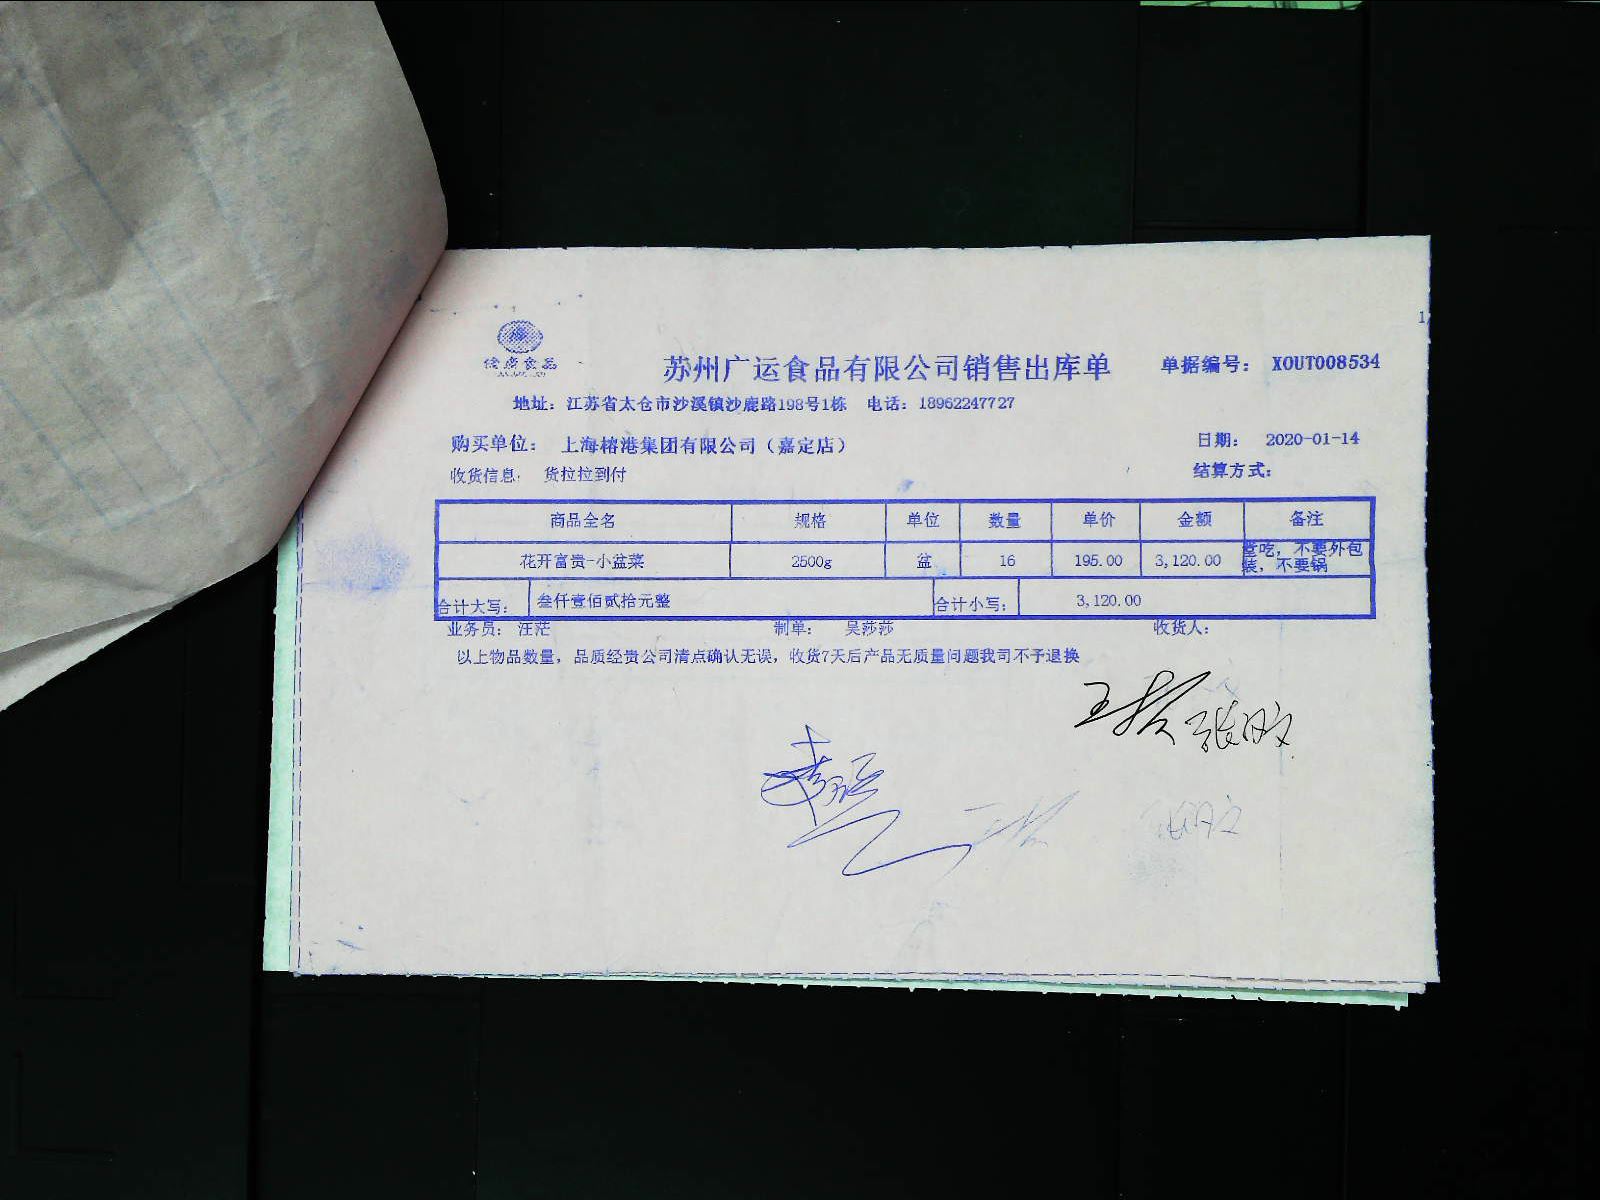 1/
苏州广运食品有限公司销售出库单 单据编号: XOUT008534
地址: 江苏省太仓市沙溪镇沙鹿路198号1栋 电话: 18962247727
购买单位: 上海榕港集团有限公司(嘉定店) 日期: 2020-01-14
收货信息: 货拉拉到付 结算方式:
商品全名 规格 单位 数量 单价 金额 备注
花开富贵-小盆菜 2500g 盆 16 195.00 3,120.00 堂吃, 不要外包
装, 不要锅
合计大写: 叁仟壹佰贰拾元整 合计小写: 3,120.00
业务员: 汪茫 制单: 吴莎莎 收货人:
以上物品数量, 品质经贵公司清点确认无误, 收货7天后产品无质量问题我司不予退换